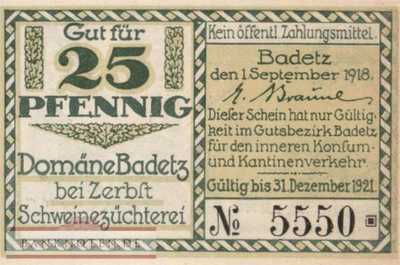 Gut für
25
PFENNIG
Domäne Badetz
bei Zerbst
Schweinezüchterei
Kein öffentl Zahlungsmittel.
Badetz
den 1. September 1918.
Dieser Schein hat nur Gültig-
keit im Gutsbezirk Badetz
für den inneren Konsum-
und Kantinenverkehr.
Gültig bis 31. Dezember 1921.
№ 5550
BANKNOTEN.DE